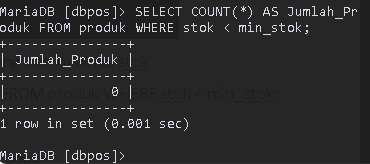 MariaDB [dbpos]> SELECT COUNT(*) AS Jumlah_Pr
oduk FROM produk WHERE stok < min_stok;
+---------------+
| Jumlah_Produk |
+---------------+
|             0 |
+---------------+
1 row in set (0.001 sec)
MariaDB [dbpos]>